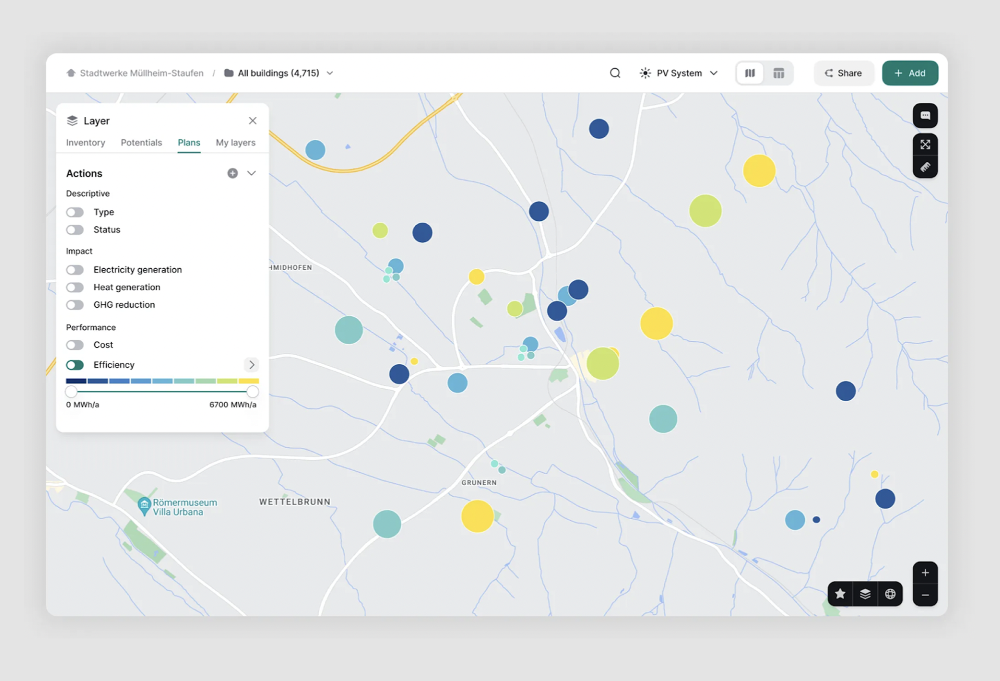 Stadtwerke Müllheim-Staufen / All buildings (4,715)
PV System
Share
+ Add
Layer
Inventory Potentials Plans My layers
Actions
Descriptive
Type
Status
Impact
Electricity generation
Heat generation
GHG reduction
Performance
Cost
Efficiency
0 MWh/a 6700 MWh/a
HMIDHOFEN
GRUNERN
WETTELBRUNN
Römermuseum
Villa Urbana